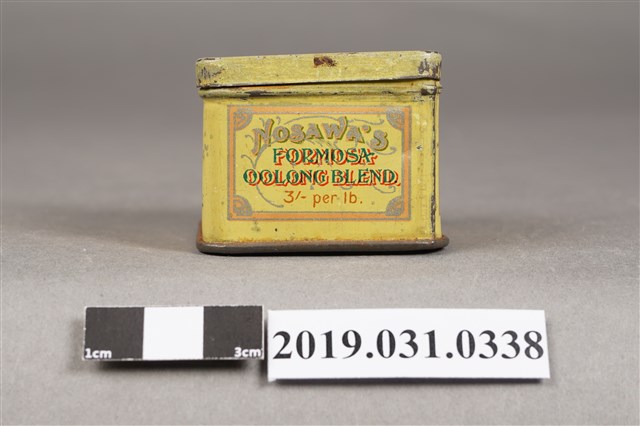 NOSAWA'S
FORMOSA
OOLONG BLEND.
3/- per lb.
1cm 3cm
2019.031.0338